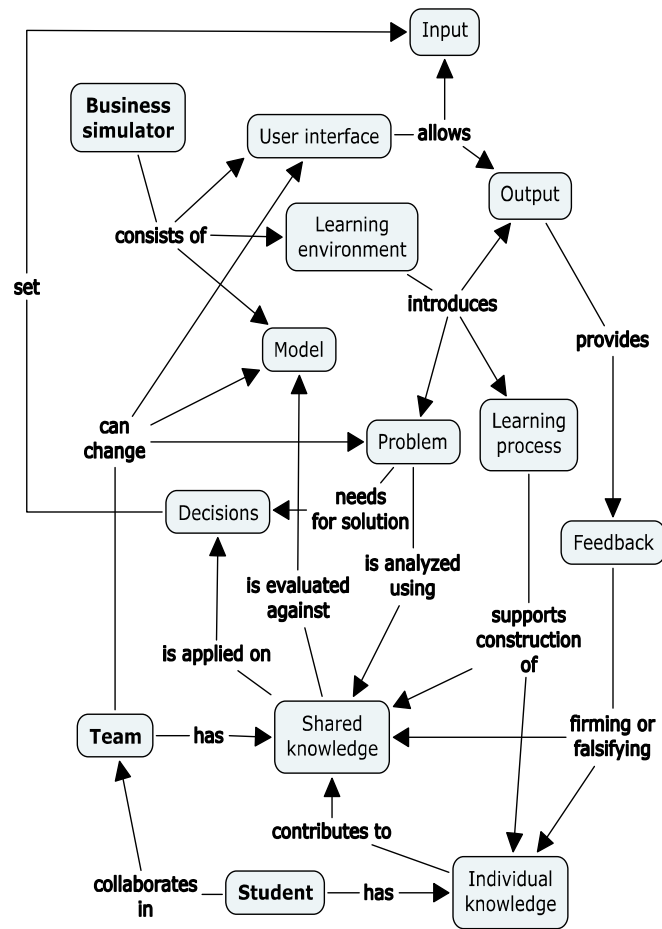 Input
Business
simulator
User interface
allows
Output
consists of
Learning
environment
set
introduces
provides
Model
can
change
Problem
Learning
process
Decisions
needs
for solution
Feedback
is analyzed
using
is evaluated
against
supports
construction
of
is applied on
Team
has
Shared
knowledge
firming or
falsifying
contributes to
collaborates
in
Student
has
Individual
knowledge